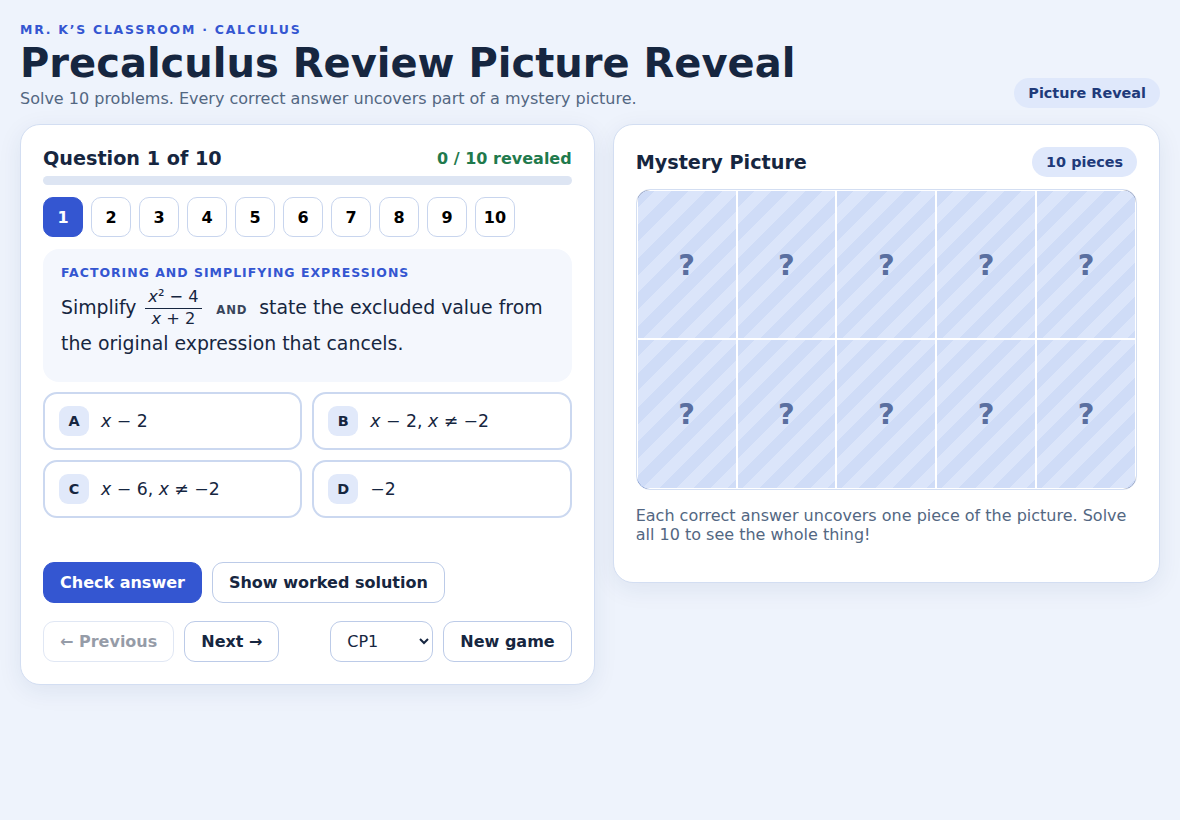 MR. K’S CLASSROOM · CALCULUS
Precalculus Review Picture Reveal
Solve 10 problems. Every correct answer uncovers part of a mystery picture.
Picture Reveal
Question 1 of 10
0 / 10 revealed
1 2 3 4 5 6 7 8 9 10
FACTORING AND SIMPLIFYING EXPRESSIONS
Simplify (x² − 4)/(x + 2) AND state the excluded value from
the original expression that cancels.
A x − 2
B x − 2, x ≠ −2
C x − 6, x ≠ −2
D −2
Check answer
Show worked solution
← Previous
Next →
CP1
New game
Mystery Picture
10 pieces
? ? ? ? ?
? ? ? ? ?
Each correct answer uncovers one piece of the picture. Solve
all 10 to see the whole thing!